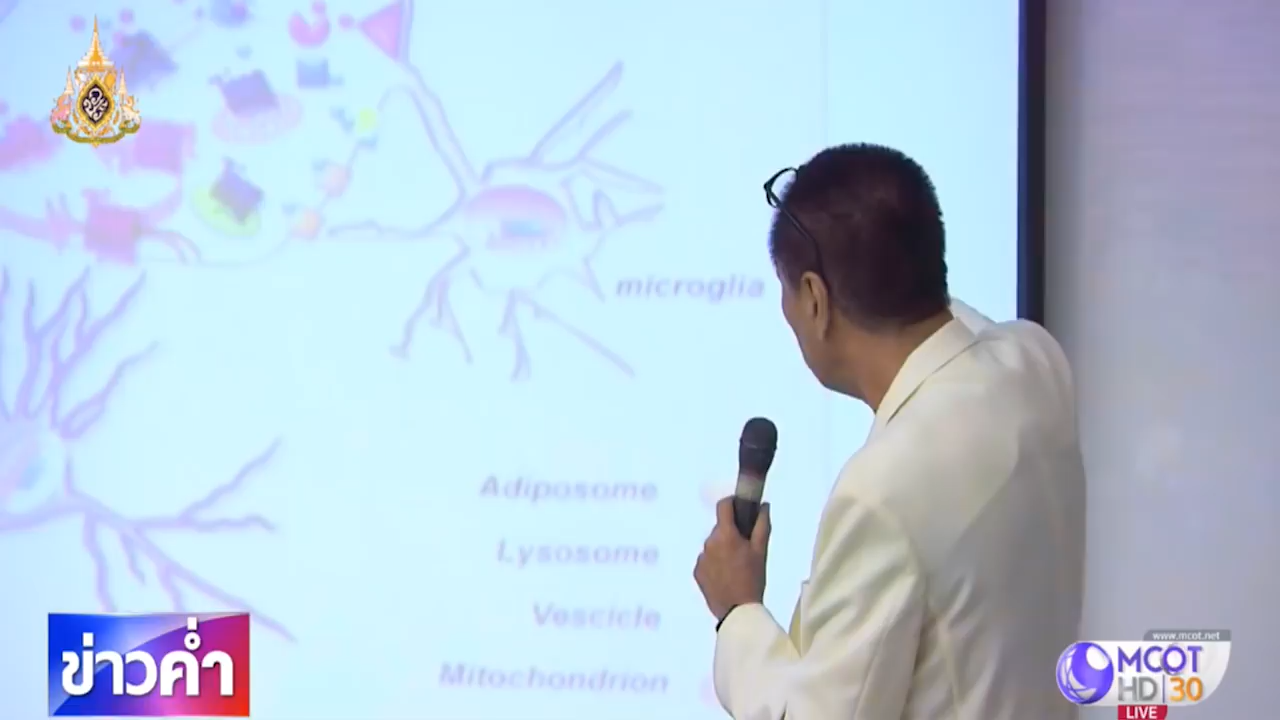 microglia
Adiposome
Lysosome
Vescicle
Mitochondrion
ข่าวค่ำ
www.mcot.net
MCOT
HD 30
LIVE